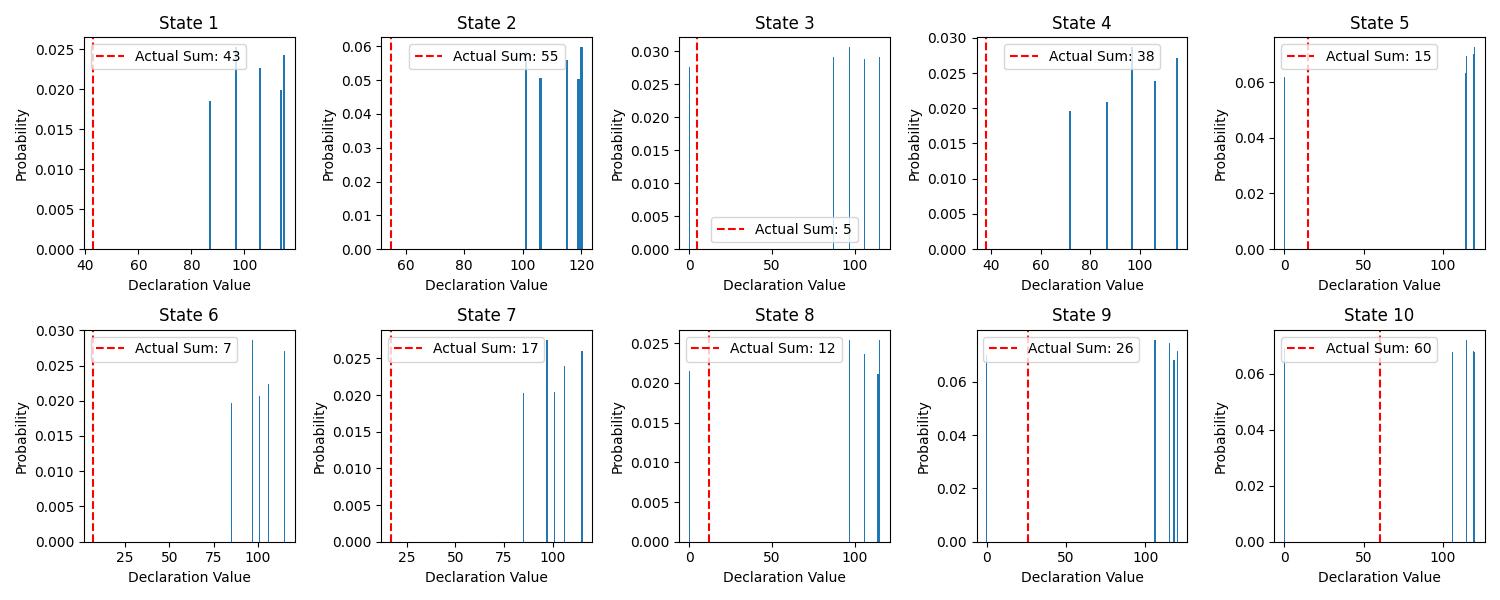 State 1
Probability
0.025
0.020
0.015
0.010
0.005
0.000
Actual Sum: 43
40 60 80 100
Declaration Value
State 2
Probability
0.06
0.05
0.04
0.03
0.02
0.01
0.00
Actual Sum: 55
60 80 100 120
Declaration Value
State 3
Probability
0.030
0.025
0.020
0.015
0.010
0.005
0.000
Actual Sum: 5
0 50 100
Declaration Value
State 4
Probability
0.030
0.025
0.020
0.015
0.010
0.005
0.000
Actual Sum: 38
40 60 80 100
Declaration Value
State 5
Probability
0.06
0.04
0.02
0.00
Actual Sum: 15
0 50 100
Declaration Value
State 6
Probability
0.030
0.025
0.020
0.015
0.010
0.005
0.000
Actual Sum: 7
25 50 75 100
Declaration Value
State 7
Probability
0.025
0.020
0.015
0.010
0.005
0.000
Actual Sum: 17
25 50 75 100
Declaration Value
State 8
Probability
0.025
0.020
0.015
0.010
0.005
0.000
Actual Sum: 12
0 50 100
Declaration Value
State 9
Probability
0.06
0.04
0.02
0.00
Actual Sum: 26
0 50 100
Declaration Value
State 10
Probability
0.06
0.04
0.02
0.00
Actual Sum: 60
0 50 100
Declaration Value